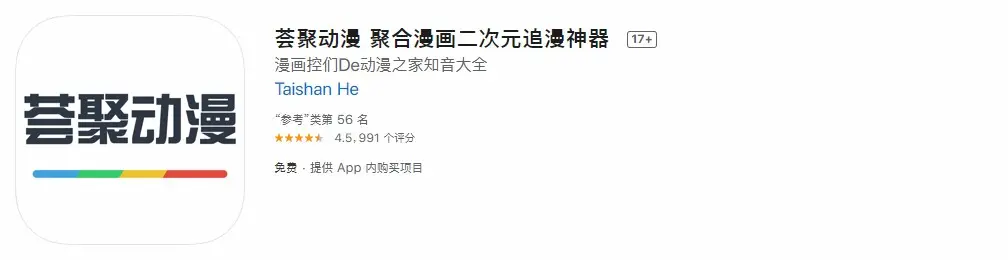 荟聚动漫
荟聚动漫 聚合漫画二次元追漫神器 17+
漫画控们De动漫之家知音大全
Taishan He
“参考”类第 56 名
4.5，991 个评分
免费 · 提供 App 内购买项目